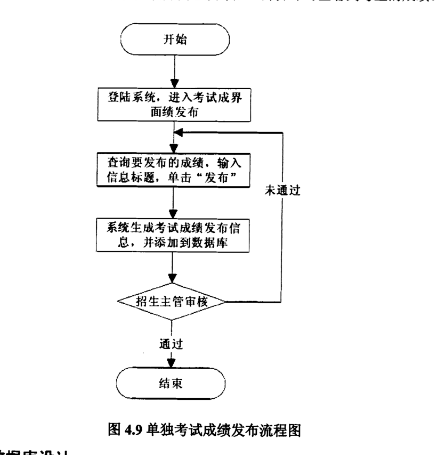 开始
登陆系统，进入考试成界
面绩发布
查询要发布的成绩，输入
信息标题，单击“发布”
未通过
系统生成考试成绩发布信
息，并添加到数据库
招生主管审核
通过
结束
图 4.9 单独考试成绩发布流程图